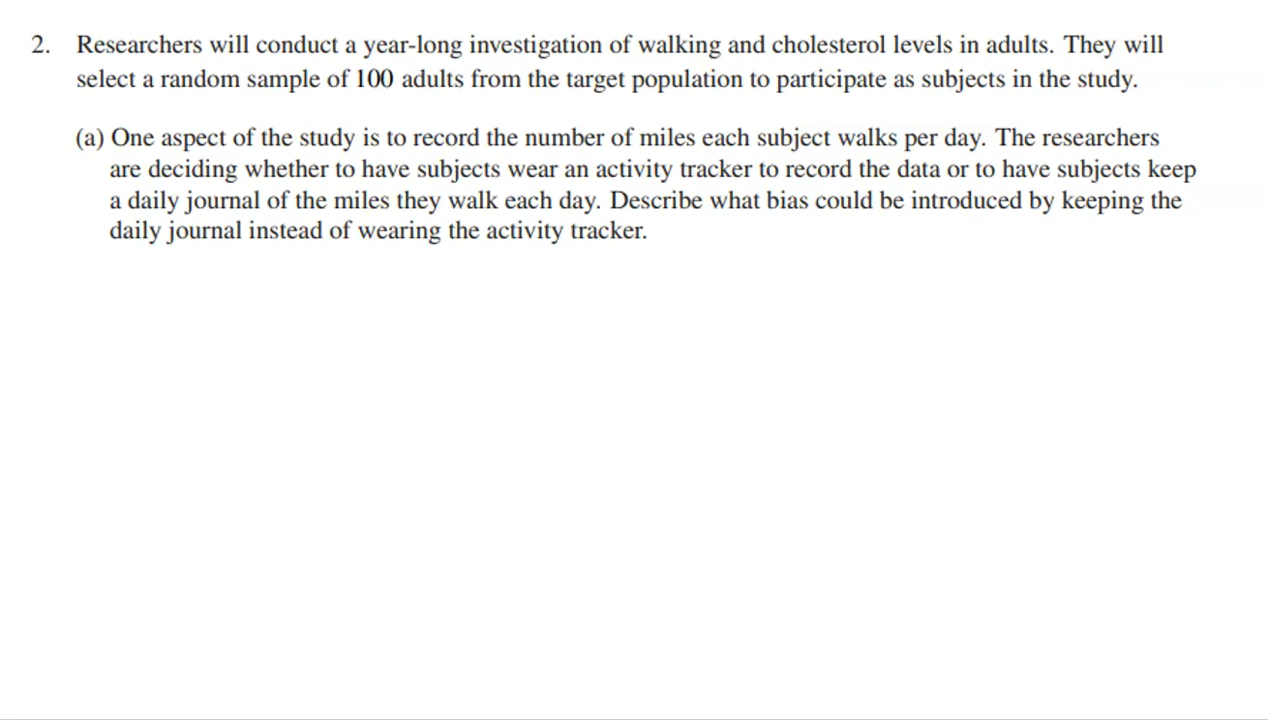 2. Researchers will conduct a year-long investigation of walking and cholesterol levels in adults. They will
select a random sample of 100 adults from the target population to participate as subjects in the study.
(a) One aspect of the study is to record the number of miles each subject walks per day. The researchers
are deciding whether to have subjects wear an activity tracker to record the data or to have subjects keep
a daily journal of the miles they walk each day. Describe what bias could be introduced by keeping the
daily journal instead of wearing the activity tracker.